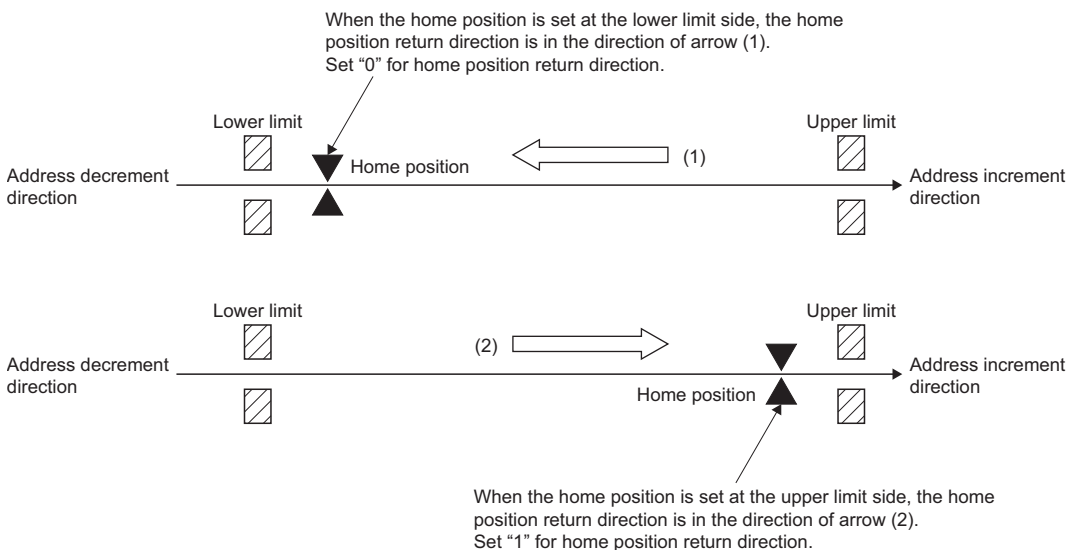 When the home position is set at the lower limit side, the home
position return direction is in the direction of arrow (1).
Set “0” for home position return direction.
Lower limit
Upper limit
(1)
Home position
Address decrement
direction
Address increment
direction
Lower limit
Upper limit
(2)
Address decrement
direction
Address increment
direction
Home position
When the home position is set at the upper limit side, the home
position return direction is in the direction of arrow (2).
Set “1” for home position return direction.